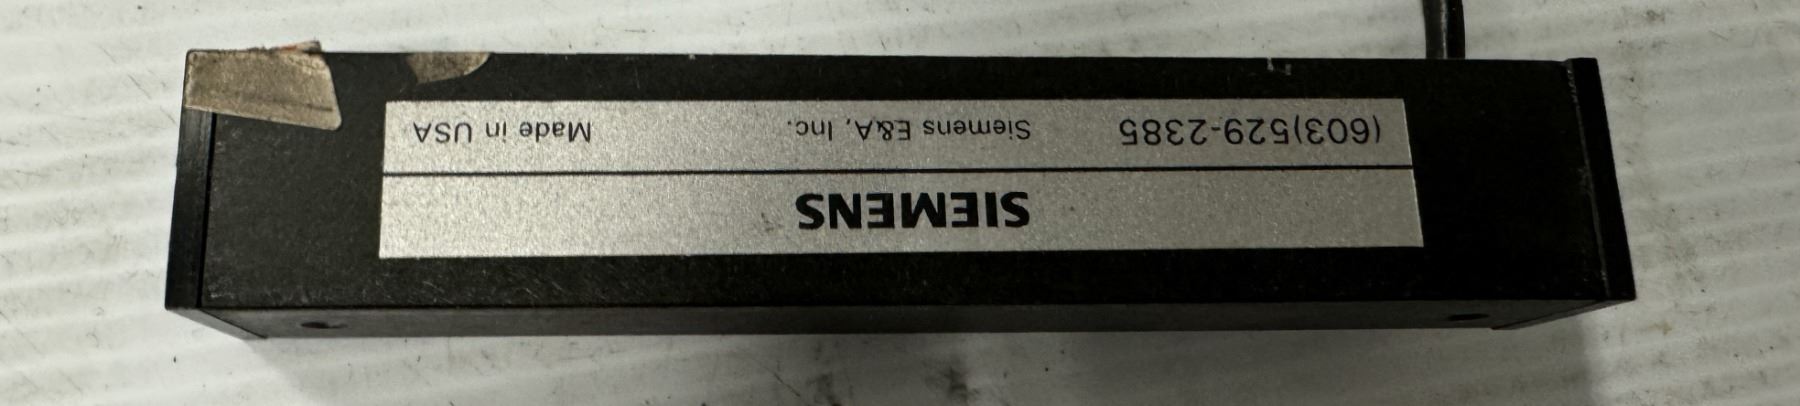 SIEMENS
(603)529-2385 Siemens E&A, Inc. Made in USA